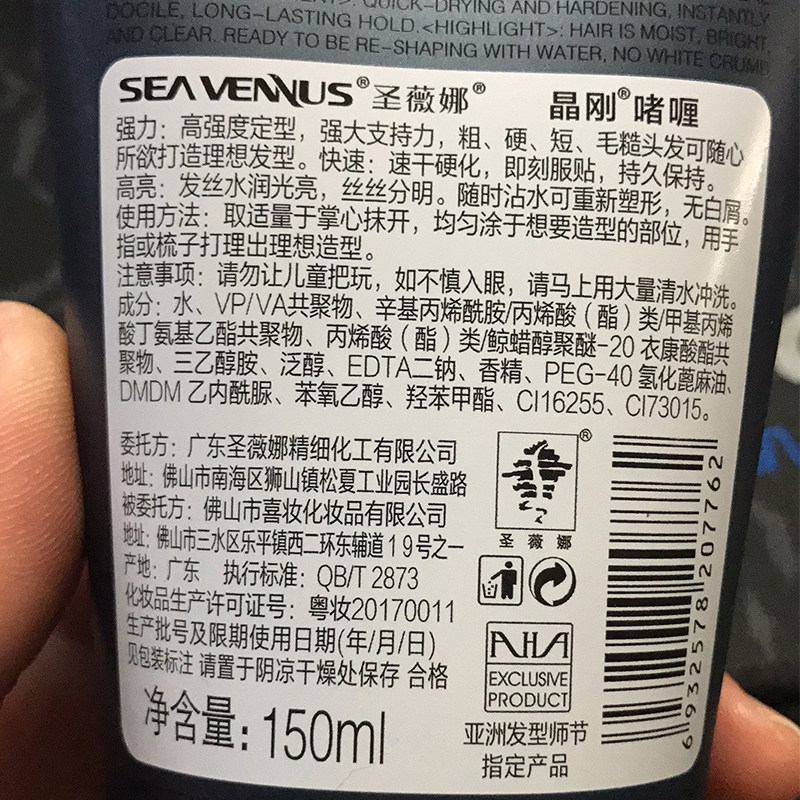 QUICK-DRYING AND HARDENING, INSTANTLY
DOCILE, LONG-LASTING HOLD.<HIGHLIGHT>: HAIR IS MOIST, BRIGHT,
AND CLEAR. READY TO BE RE-SHAPING WITH WATER, NO WHITE CRUMB
SEA VENNUS® 圣薇娜® 晶刚®啫喱
强力：高强度定型，强大支持力，粗、硬、短、毛糙头发可随心
所欲打造理想发型。快速：速干硬化，即刻服贴，持久保持。
高亮：发丝水润光亮，丝丝分明。随时沾水可重新塑形，无白屑。
使用方法：取适量于掌心抹开，均匀涂于想要造型的部位，用手
指或梳子打理出理想造型。
注意事项：请勿让儿童把玩，如不慎入眼，请马上用大量清水冲洗。
成分：水、VP/VA共聚物、辛基丙烯酰胺/丙烯酸（酯）类/甲基丙烯
酸丁氨基乙酯共聚物、丙烯酸（酯）类/鲸蜡醇聚醚-20 衣康酸酯共
聚物、三乙醇胺、泛醇、EDTA二钠、香精、PEG-40 氢化蓖麻油、
DMDM 乙内酰脲、苯氧乙醇、羟苯甲酯、CI16255、CI73015。
委托方：广东圣薇娜精细化工有限公司
地址：佛山市南海区狮山镇松夏工业园长盛路
被委托方：佛山市喜妆化妆品有限公司
地址：佛山市三水区乐平镇西二环东辅道19号之一
产地：广东 执行标准：QB/T 2873
化妆品生产许可证号：粤妆20170011
生产批号及限期使用日期(年/月/日)
见包装标注 请置于阴凉干燥处保存 合格
净含量：150ml
®
圣薇娜
AHA
EXCLUSIVE
PRODUCT
亚洲发型师节
指定产品
6 932578 207762